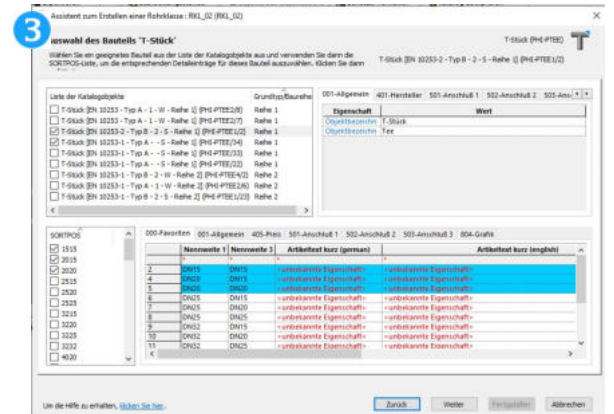 Assistent zum Erstellen einer Rohrklasse : RKL_02 (RKL_02)
3
uswahl des Bauteils 'T-Stück'
T-Stück (PHI-PTEE)
Wählen Sie ein geeignetes Bauteil aus der Liste der Katalogobjekte aus und verwenden Sie dann die
SORTPOS-Liste, um die entsprechenden Detaileinträge für dieses Bauteil auszuwählen. Klicken Sie dann
T-Stück [EN 10253-2 - Typ B - 2 - S - Reihe 1] (PHI-PTEE1/2)
Liste der Katalogobjekte Grundtyp/Baureihe
T-Stück [EN 10253 - Typ A - 1 - W - Reihe 1] (PHI-PTEE2/8) Reihe 1
T-Stück [EN 10253 - Typ A - 1 - W - Reihe 1] (PHI-PTEE2/7) Reihe 1
T-Stück [EN 10253-2 - Typ B - 2 - S - Reihe 1] (PHI-PTEE1/2) Reihe 1
T-Stück [EN 10253-1 - Typ A - - S - Reihe 1] (PHI-PTEE/34) Reihe 1
T-Stück [EN 10253-1 - Typ A - - S - Reihe 1] (PHI-PTEE/33) Reihe 1
T-Stück [EN 10253-1 - Typ A - - S - Reihe 1] (PHI-PTEE/22) Reihe 1
T-Stück [EN 10253-1 - Typ B - 2 - W - Reihe 2] (PHI-PTEE4/2) Reihe 2
T-Stück [EN 10253-1 - Typ A - 1 - W - Reihe 2] (PHI-PTEE2/6) Reihe 2
T-Stück [EN 10253-1 - Typ B - 2 - S - Reihe 2] (PHI-PTEE1/23) Reihe 2
001-Allgemein 401-Hersteller 501-Anschluß 1 502-Anschluß 2 503-Ans
Eigenschaft Wert
Objektbezeichn T-Stück
Objektbezeichn Tee
SORTPOS
1515
2015
2020
2515
2520
2525
3215
3220
3225
3232
4020
000-Favoriten 001-Allgemein 405-Preis 501-Anschluß 1 502-Anschluß 2 503-Anschluß 3 804-Grafik
Nennweite 1 Nennweite 3 Artikeltext kurz (german) Artikeltext kurz (english)
* * * *
2 DN15 DN15 <unbekannte Eigenschaft> <unbekannte Eigenschaft>
4 DN20 DN15 <unbekannte Eigenschaft> <unbekannte Eigenschaft>
5 DN20 DN20 <unbekannte Eigenschaft> <unbekannte Eigenschaft>
6 DN25 DN15 <unbekannte Eigenschaft> <unbekannte Eigenschaft>
7 DN25 DN20 <unbekannte Eigenschaft> <unbekannte Eigenschaft>
8 DN25 DN25 <unbekannte Eigenschaft> <unbekannte Eigenschaft>
9 DN32 DN15 <unbekannte Eigenschaft> <unbekannte Eigenschaft>
10 DN32 DN20 <unbekannte Eigenschaft> <unbekannte Eigenschaft>
11 DN32 DN25 <unbekannte Eigenschaft> <unbekannte Eigenschaft>
Um die Hilfe zu erhalten, klicken Sie hier.
Zurück Weiter Fertigstellen Abbrechen